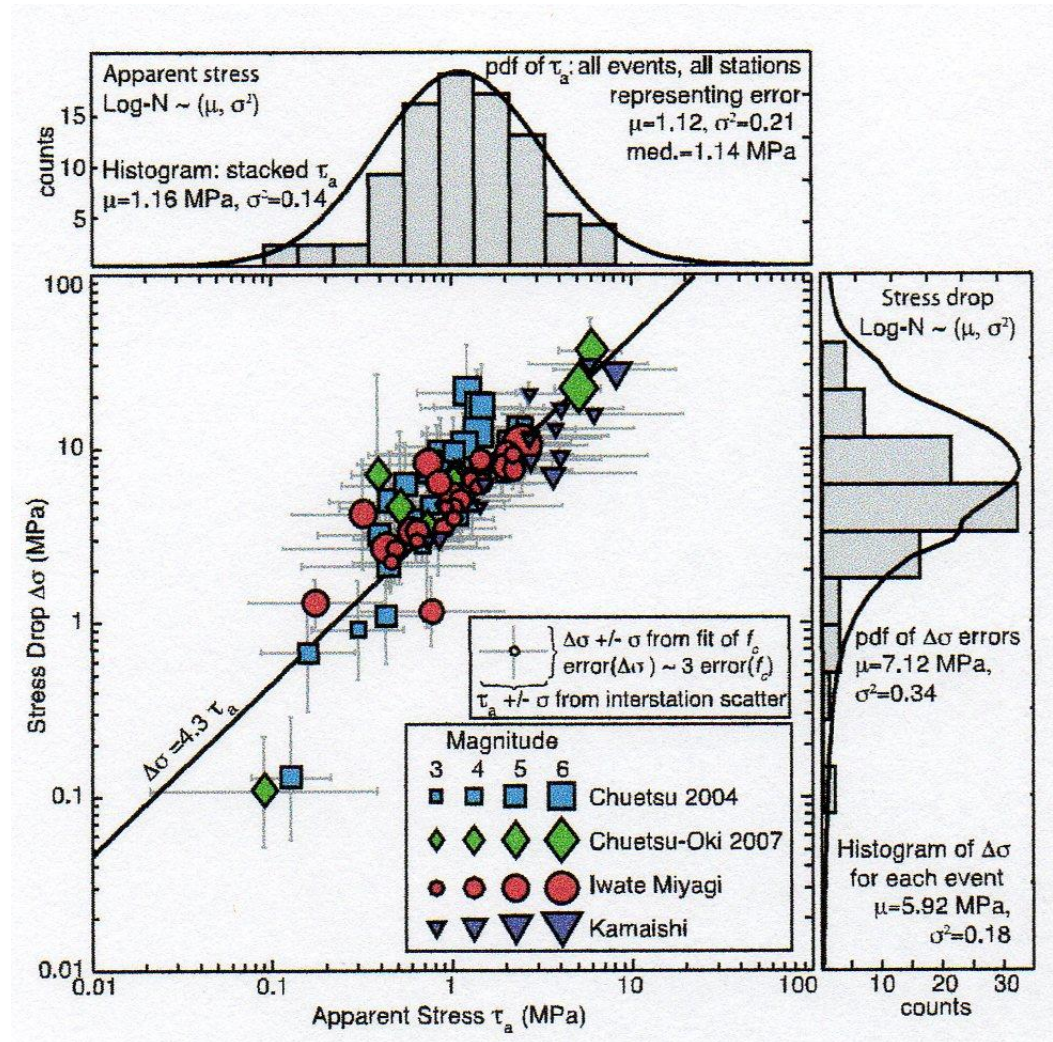 Apparent stress
Log-N ~ (μ, σ²)
Histogram: stacked τa
μ=1.16 MPa, σ²=0.14
pdf of τa: all events, all stations
representing error
μ=1.12, σ²=0.21
med.=1.14 MPa
counts
15
10
5
Stress Drop Δσ (MPa)
100
10
1
0.1
0.01
Δσ =4.3 τa
Δσ +/- σ from fit of fc
error(Δσ) ~ 3 error(fc)
τa +/- σ from interstation scatter
Magnitude
3 4 5 6
Chuetsu 2004
Chuetsu-Oki 2007
Iwate Miyagi
Kamaishi
0.01 0.1 1 10 100
Apparent Stress τa (MPa)
Stress drop
Log-N ~ (μ, σ²)
pdf of Δσ errors
μ=7.12 MPa,
σ²=0.34
Histogram of Δσ
for each event
μ=5.92 MPa,
σ²=0.18
10 20 30
counts